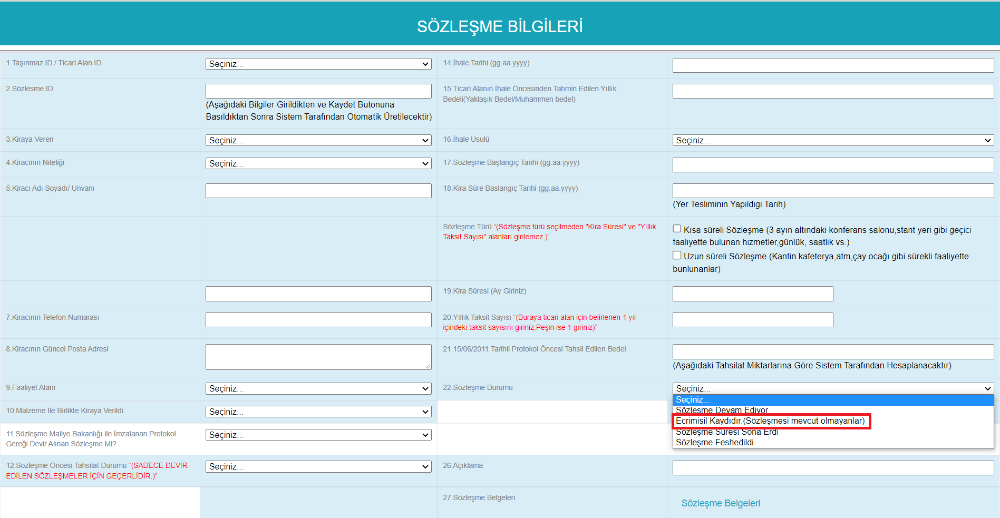 SÖZLEŞME BİLGİLERİ
1.Taşınmaz ID / Ticari Alan ID
Seçiniz...
14.İhale Tarihi (gg.aa.yyyy)
2.Sözlesme ID
(Aşağıdaki Bilgiler Girildikten ve Kaydet Butonuna
Basıldıktan Sonra Sistem Tarafından Otomatik Üretilecektir)
15.Ticari Alanın İhale Öncesinden Tahmin Edilen Yıllık
Bedeli(Yaklaşık Bedel/Muhammen bedel)
3.Kiraya Veren
Seçiniz...
16.İhale Usulü
Seçiniz...
4.Kiracının Niteliği
Seçiniz...
17.Sözleşme Başlangıç Tarihi (gg.aa.yyyy)
5.Kiracı Adı Soyadı/ Unvanı
18.Kira Süre Baslangıç Tarihi (gg.aa.yyyy)
(Yer Tesliminin Yapildigi Tarih)
Sözleşme Türü “(Sözleşme türü seçilmeden "Kira Süresi" ve "Yıllık
Taksit Sayısı" alanları girilemez )”
Kısa süreli Sözleşme (3 ayın altındaki konferans salonu,stant yeri gibi geçici
faaliyette bulunan hizmetler,günlük, saatlik vs.)
Uzun süreli Sözleşme (Kantin.kafeterya,atm,çay ocağı gibi sürekli faaliyette
bunlunanlar)
19.Kira Süresi (Ay Giriniz)
7.Kiracının Telefon Numarası
20.Yıllık Taksit Sayısı “(Buraya ticari alan için belirlenen 1 yıl
içindeki taksit sayısını giriniz,Peşin ise 1 giriniz)”
8.Kiracının Güncel Posta Adresi
21.15/06/2011 Tarihli Protokol Öncesi Tahsil Edilen Bedel
(Aşağıdaki Tahsilat Miktarlarına Göre Sistem Tarafından Hesaplanacaktır)
9.Faaliyet Alanı
Seçiniz...
22.Sözleşme Durumu
Seçiniz...
Seçiniz...
Sözleşme Devam Ediyor
Ecrimisil Kaydıdır.(Sözleşmesi mevcut olmayanlar)
Sözleşme Süresi Sona Erdi
Sözleşme Feshedildi
10.Malzeme İle Birlikte Kiraya Verildi
Seçiniz...
11.Sözleşme Maliye Bakanlığı ile İmzalanan Protokol
Gereği Devir Alınan Sözleşme Mi?
Seçiniz...
12.Sozleşme Öncesi Tahsilat Durumu “(SADECE DEVİR
EDİLEN SÖZLEŞMELER İÇİN GEÇERLİDİR.)”
Seçiniz...
26.Açıklama
27.Sözleşme Belgeleri
Sözleşme Belgeleri